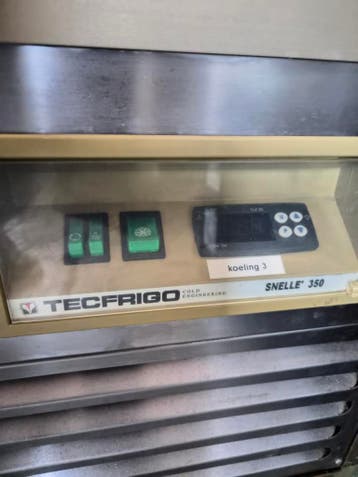 koeling 3
TECFRIGO COLD ENGINEERING
SNELLE 350